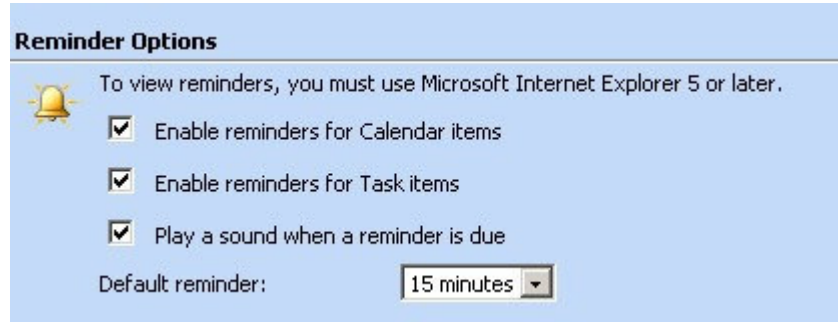 Reminder Options
To view reminders, you must use Microsoft Internet Explorer 5 or later.
Enable reminders for Calendar items
Enable reminders for Task items
Play a sound when a reminder is due
Default reminder: 15 minutes